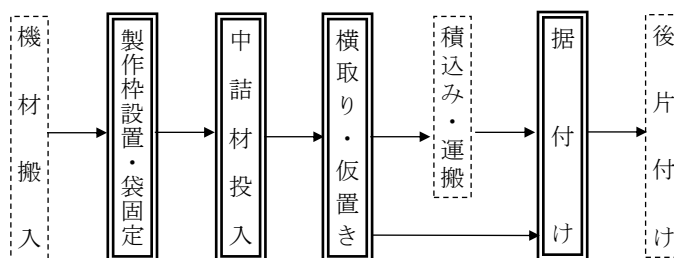 機材搬入
製作枠設置・袋固定
中詰材投入
横取り・仮置き
積込み・運搬
据付け
後片付け